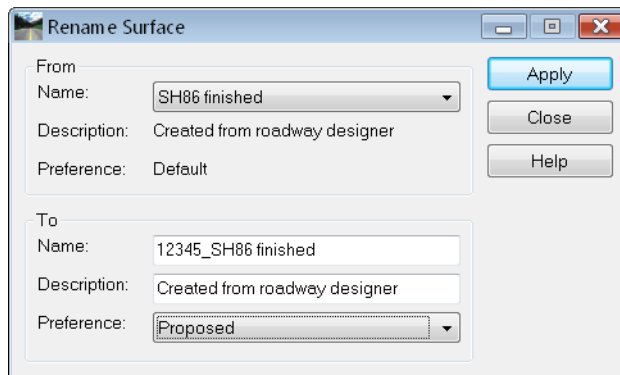 Rename Surface
From
Name: SH86 finished
Description: Created from roadway designer
Preference: Default
To
Name: 12345_SH86 finished
Description: Created from roadway designer
Preference: Proposed
Apply
Close
Help